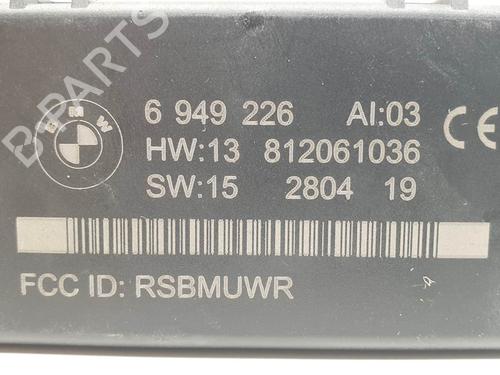 B-PARTS
BMW
6 949 226 AI:03
HW:13 812061036
SW:15 2804 19
CE
FCC ID: RSBMUWR